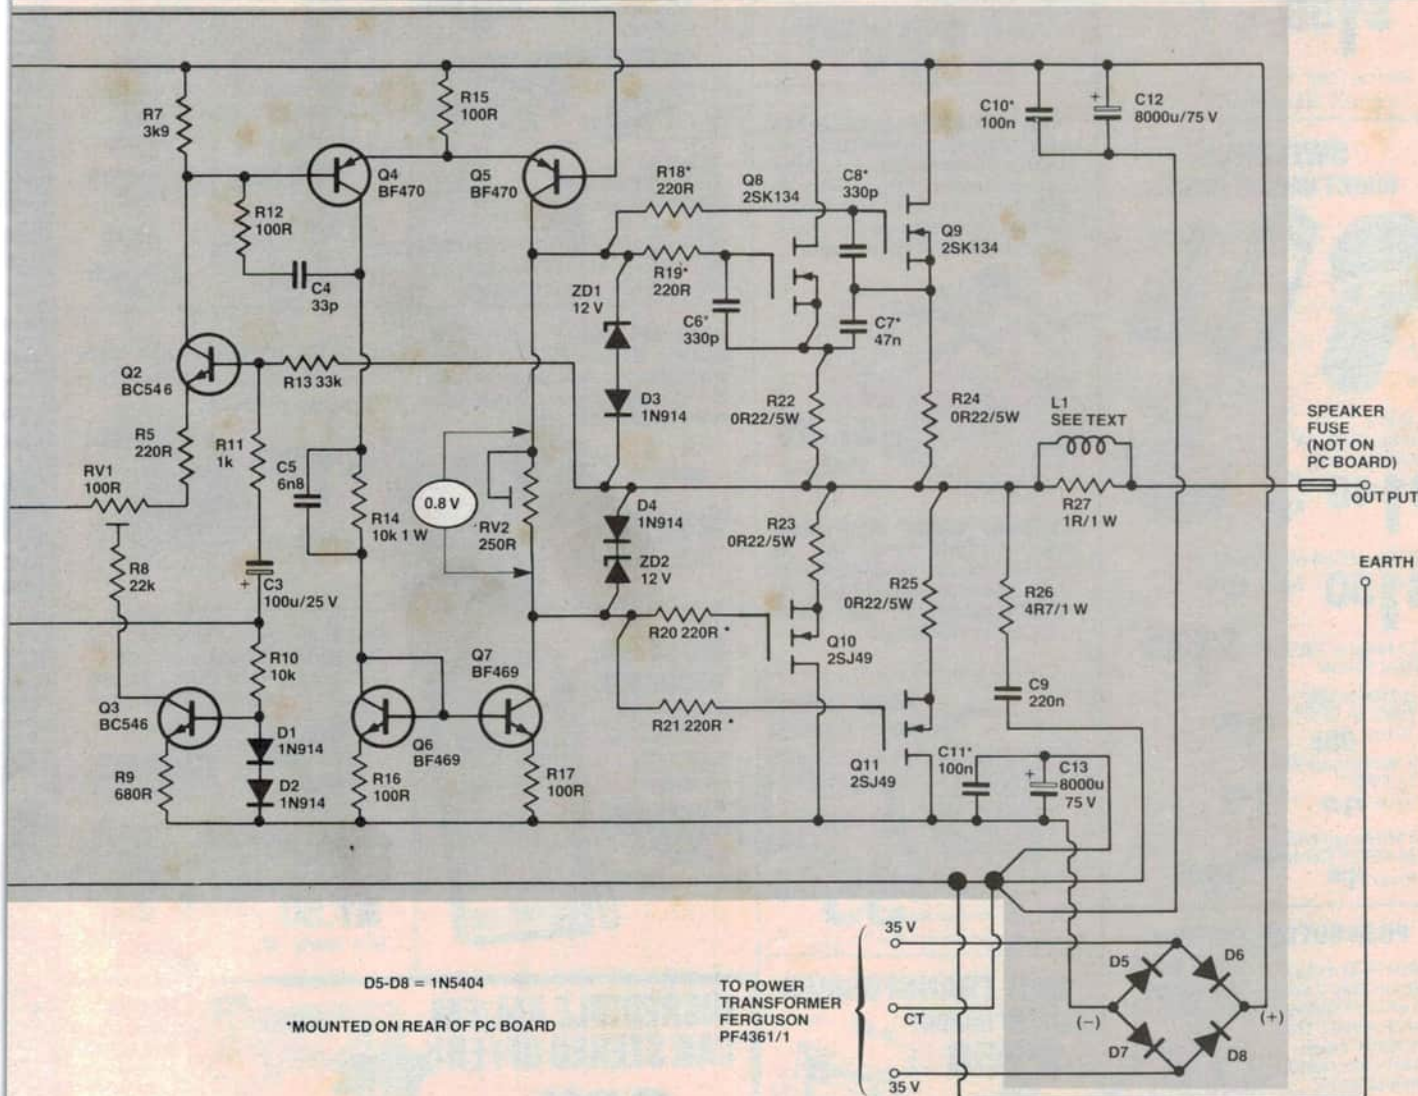 R7
3k9
R15
100R
Q4
BF470
Q5
BF470
R12
100R
C4
33p
R18*
220R
Q8
2SK134
C8*
330p
C10*
100n
+
C12
8000u/75 V
Q9
2SK134
R19*
220R
ZD1
12 V
C6*
330p
C7*
47n
Q2
BC546
R13 33k
D3
1N914
R22
0R22/5W
R24
0R22/5W
L1
SEE TEXT
SPEAKER
FUSE
(NOT ON
PC BOARD)
OUT PUT
R5
220R
R11
1k
C5
6n8
RV1
100R
R14
10k 1 W
0.8 V
RV2
250R
D4
1N914
ZD2
12 V
R23
0R22/5W
R27
1R/1 W
R8
22k
+
C3
100u/25 V
R25
0R22/5W
R26
4R7/1 W
EARTH
R20 220R *
Q10
2SJ49
R10
10k
Q7
BF469
Q3
BC546
D1
1N914
Q6
BF469
R21 220R *
C9
220n
R9
680R
D2
1N914
R16
100R
R17
100R
Q11
2SJ49
C11*
100n
+
C13
8000u
75 V
35 V
D5
D6
D5-D8 = 1N5404
*MOUNTED ON REAR OF PC BOARD
TO POWER
TRANSFORMER
FERGUSON
PF4361/1
CT
(−)
(+)
D7
D8
35 V